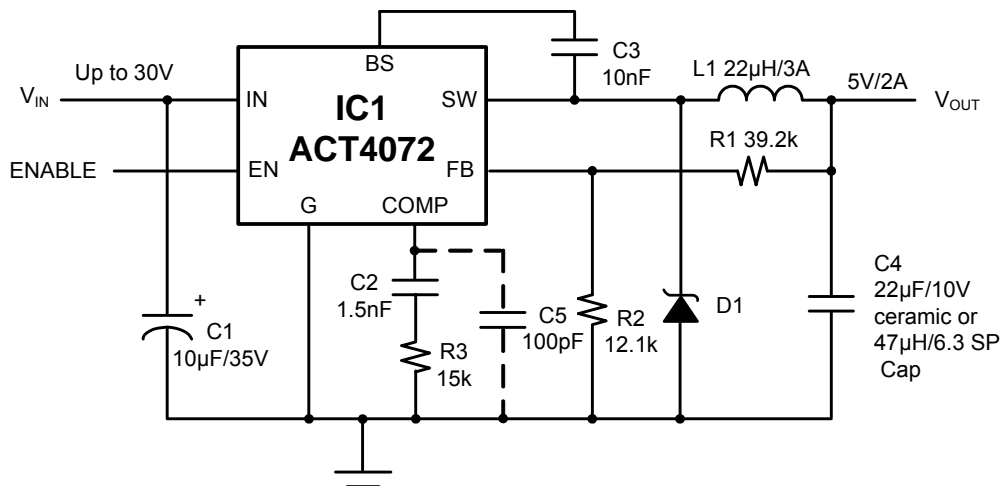 BS
C3
10nF
Up to 30V
L1 22µH/3A
5V/2A
VIN
IN
SW
VOUT
IC1
ACT4072
R1 39.2k
ENABLE
EN
FB
G
COMP
C2
1.5nF
+
C1
10µF/35V
C5
100pF
R3
15k
R2
12.1k
D1
C4
22µF/10V
ceramic or
47µH/6.3 SP
Cap